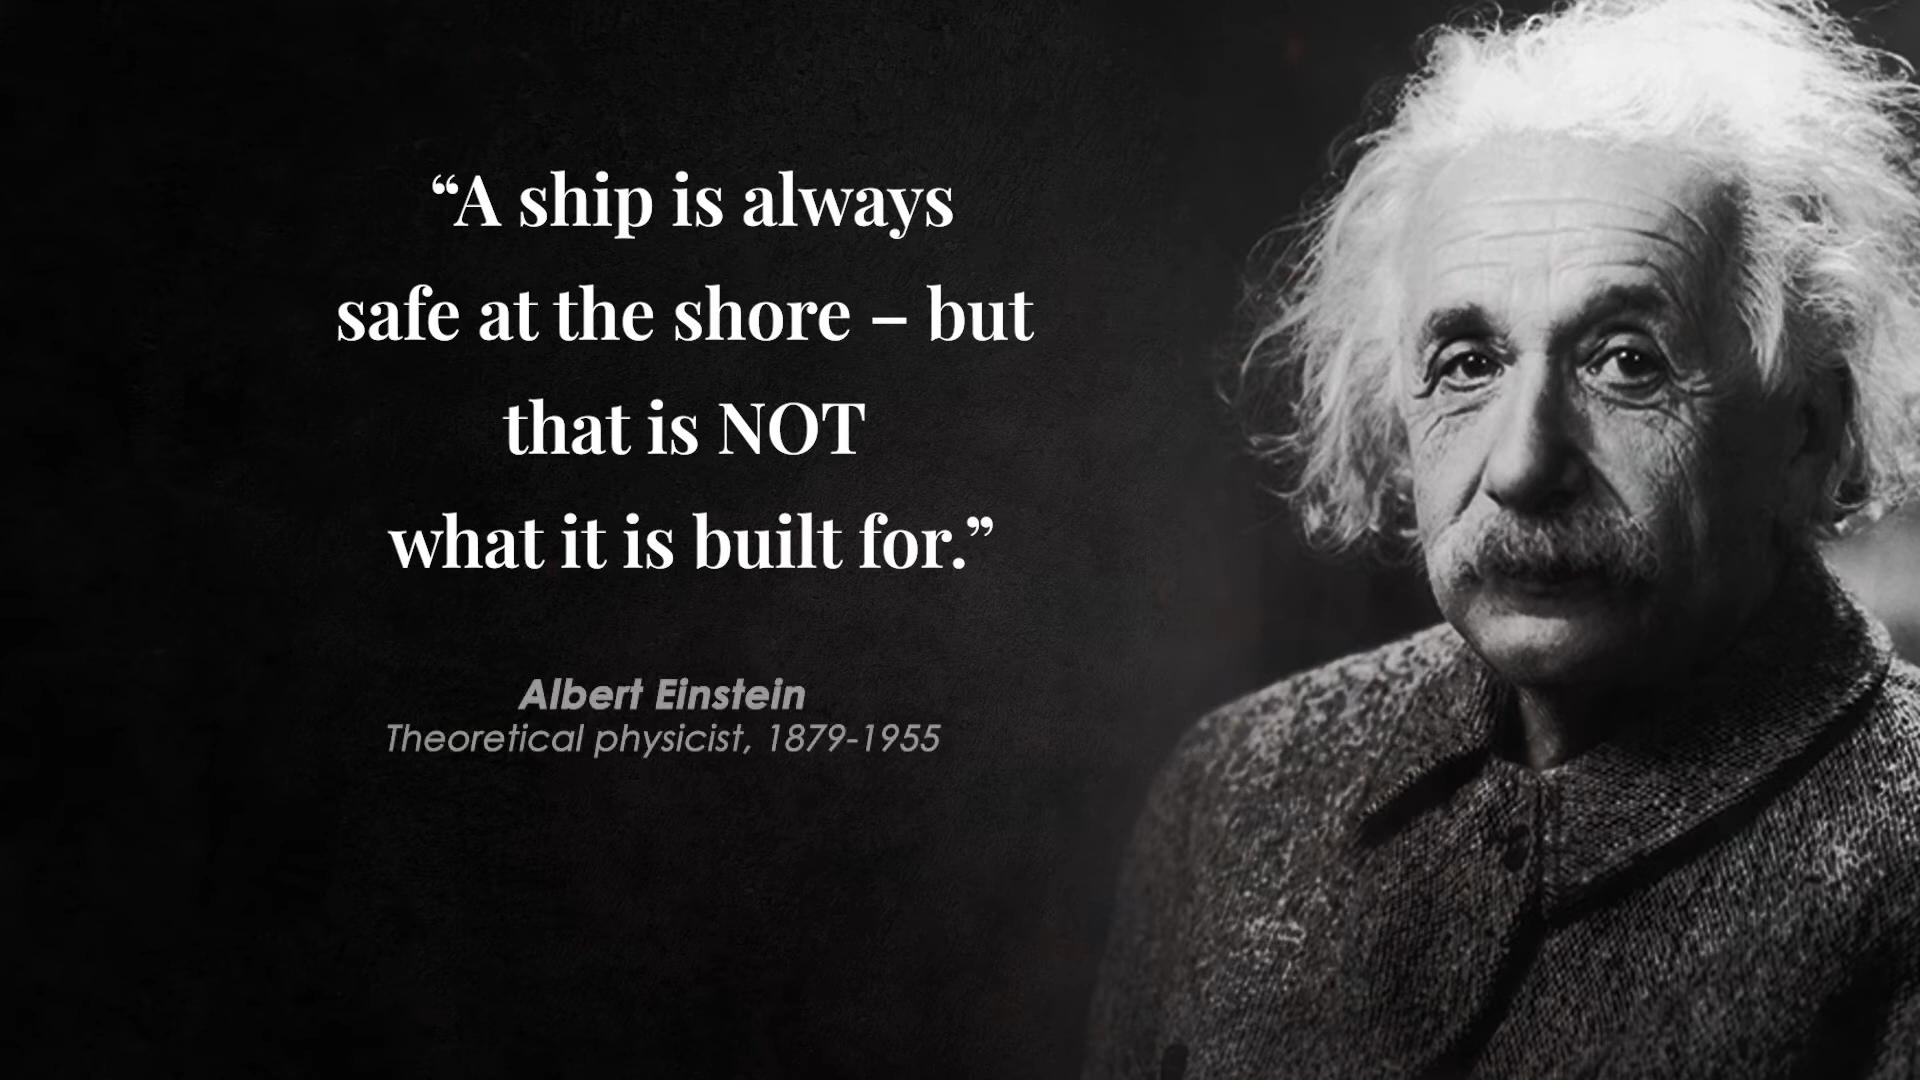 “A ship is always
safe at the shore – but
that is NOT
what it is built for.”
Albert Einstein
Theoretical physicist, 1879-1955